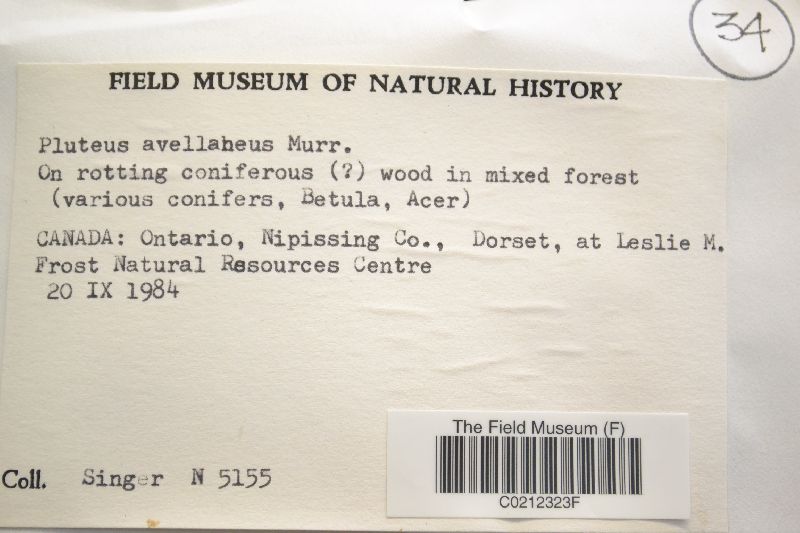 34
FIELD MUSEUM OF NATURAL HISTORY
Pluteus avellaheus Murr.
On rotting coniferous (?) wood in mixed forest
(various conifers, Betula, Acer)
CANADA: Ontario, Nipissing Co., Dorset, at Leslie M.
Frost Natural Resources Centre
20 IX 1984
The Field Museum (F)
C0212323F
Coll. Singer N 5155